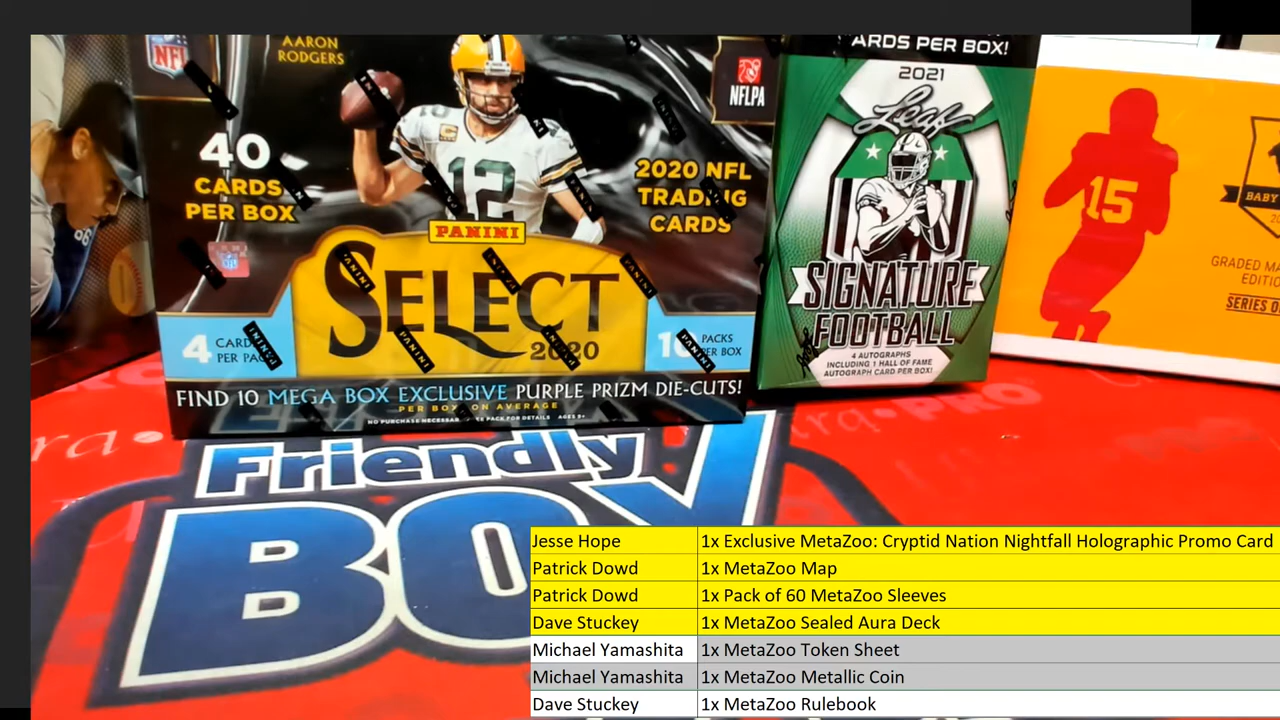 AARON
RODGERS
NFL
40
CARDS
PER BOX
12
NFLPA
2020 NFL
TRADING
CARDS
PANINI
SELECT
2020
4 CARDS
PER PACK
10 PACKS
PER BOX
FIND 10 MEGA BOX EXCLUSIVE PURPLE PRIZM DIE-CUTS!
PER BOX, ON AVERAGE
ARDS PER BOX!
2021
Leaf
SIGNATURE
FOOTBALL
4 AUTOGRAPHS
INCLUDING 1 HALL OF FAME
AUTOGRAPH CARD PER BOX!
15
BABY
GRADED
EDITIO
SERIES
Friendly
BOY
Jesse Hope 1x Exclusive MetaZoo: Cryptid Nation Nightfall Holographic Promo Card
Patrick Dowd 1x MetaZoo Map
Patrick Dowd 1x Pack of 60 MetaZoo Sleeves
Dave Stuckey 1x MetaZoo Sealed Aura Deck
Michael Yamashita 1x MetaZoo Token Sheet
Michael Yamashita 1x MetaZoo Metallic Coin
Dave Stuckey 1x MetaZoo Rulebook